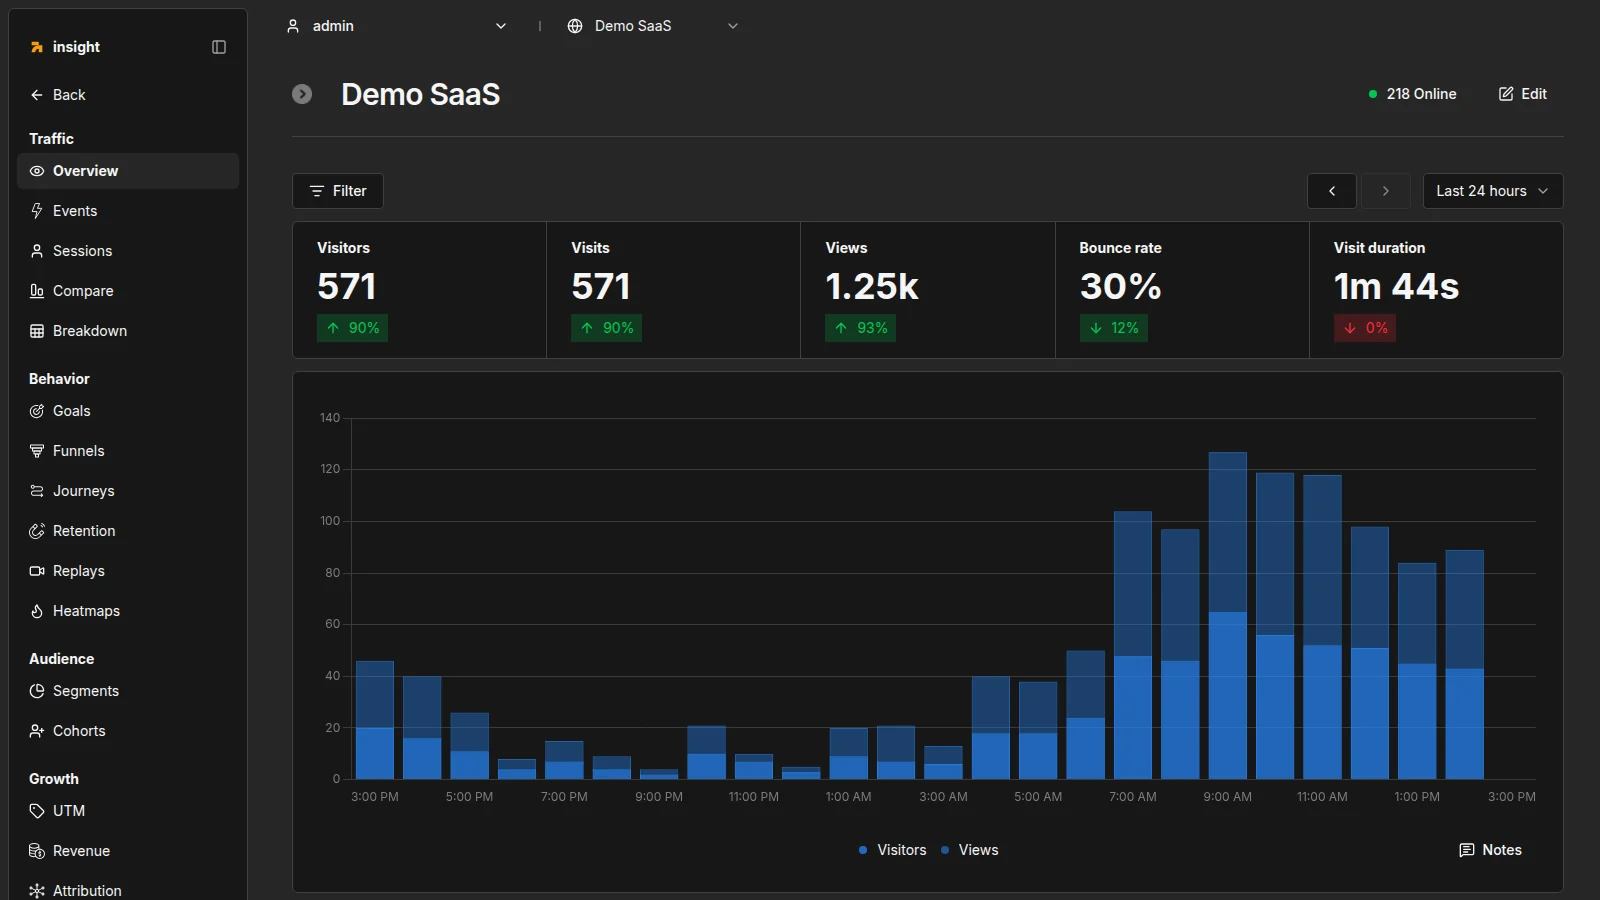 insight
Back
Traffic
Overview
Events
Sessions
Compare
Breakdown
Behavior
Goals
Funnels
Journeys
Retention
Replays
Heatmaps
Audience
Segments
Cohorts
Growth
UTM
Revenue
Attribution
admin
Demo SaaS
Demo SaaS
218 Online
Edit
Filter
Last 24 hours
Visitors
571
90%
Visits
571
90%
Views
1.25k
93%
Bounce rate
30%
12%
Visit duration
1m 44s
0%
140
120
100
80
60
40
20
0
3:00 PM 5:00 PM 7:00 PM 9:00 PM 11:00 PM 1:00 AM 3:00 AM 5:00 AM 7:00 AM 9:00 AM 11:00 AM 1:00 PM 3:00 PM
Visitors Views
Notes